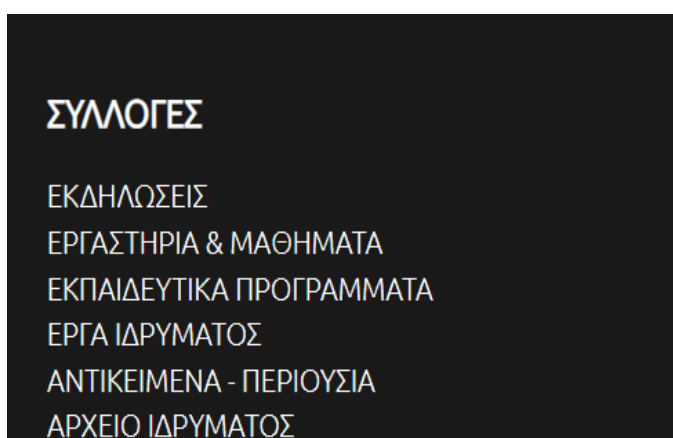 ΣΥΛΛΟΓΕΣ
ΕΚΔΗΛΩΣΕΙΣ
ΕΡΓΑΣΤΗΡΙΑ & ΜΑΘΗΜΑΤΑ
ΕΚΠΑΙΔΕΥΤΙΚΑ ΠΡΟΓΡΑΜΜΑΤΑ
ΕΡΓΑ ΙΔΡΥΜΑΤΟΣ
ΑΝΤΙΚΕΙΜΕΝΑ - ΠΕΡΙΟΥΣΙΑ
ΑΡΧΕΙΟ ΙΔΡΥΜΑΤΟΣ